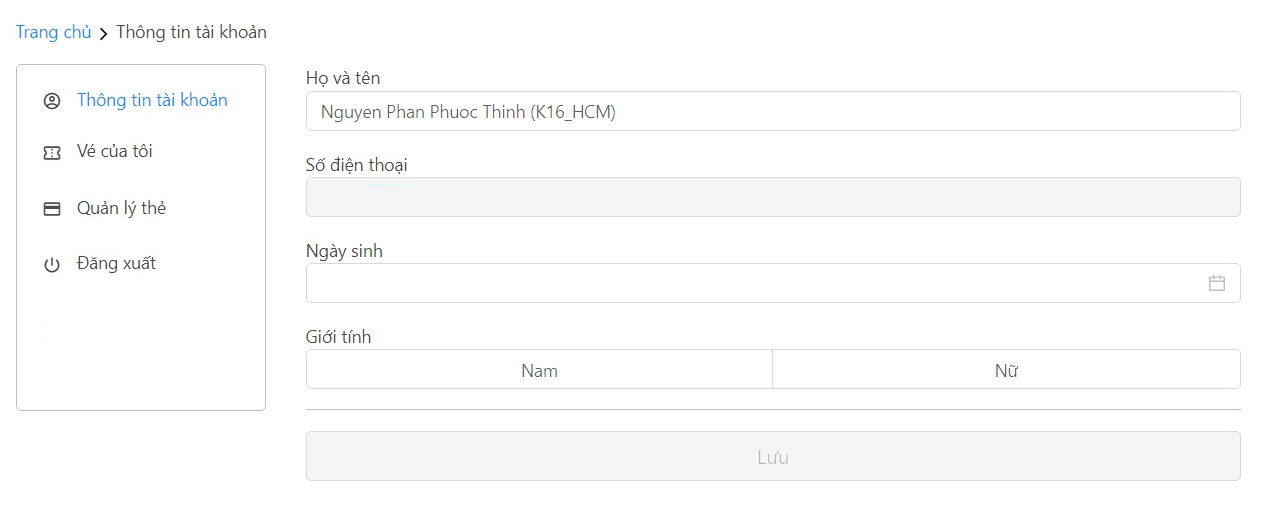 Trang chủ > Thông tin tài khoản
Thông tin tài khoản
Vé của tôi
Quản lý thẻ
Đăng xuất
Họ và tên
Nguyen Phan Phuoc Thinh (K16_HCM)
Số điện thoại
Ngày sinh
Giới tính
Nam Nữ
Lưu